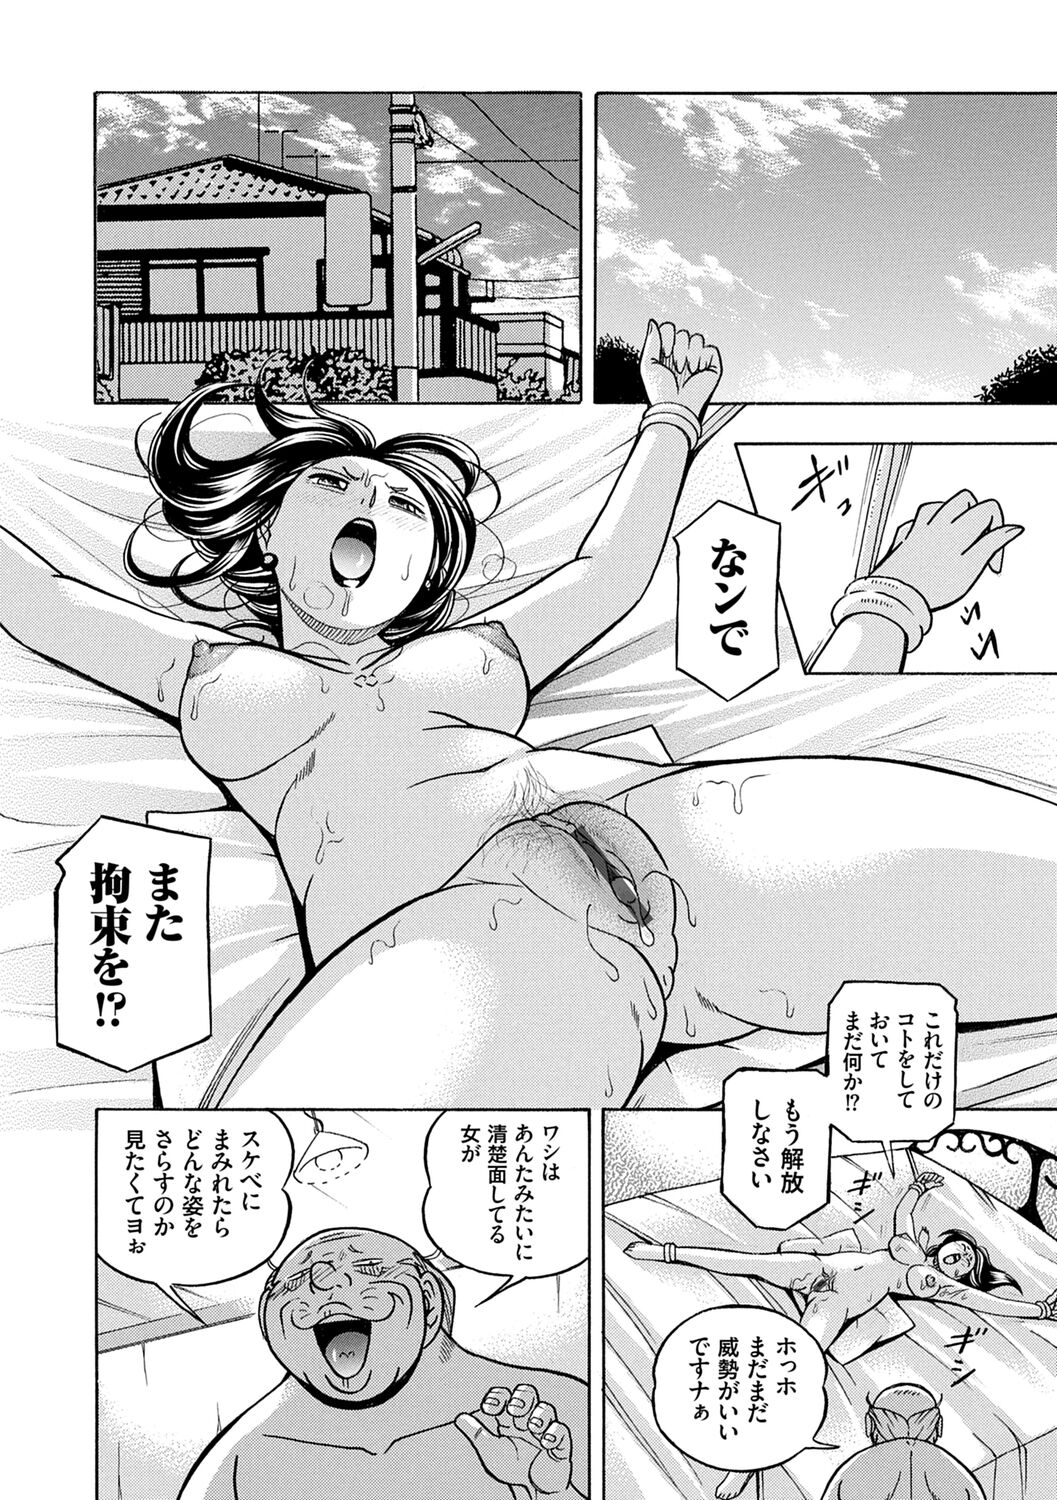 ギッ
ググッ
なンで
また
拘束を!?
これだけの
コトをして
おいて
まだ何か!?
もう解放
しなさい
ギシ
ギシ
ホッホ
まだまだ
威勢がいい
ですナぁ
ワシは
あんたみたいに
清楚面してる
女が
スケベに
まみれたら
どんな姿を
さらすのか
見たくてヨぉ